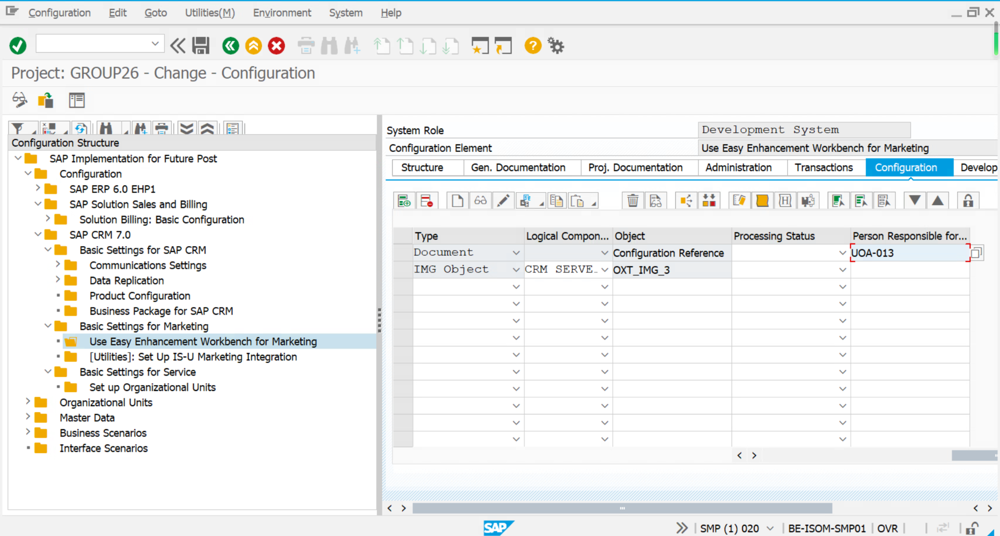 Configuration Edit Goto Utilities(M) Environment System Help
Project: GROUP26 - Change - Configuration
Configuration Structure
SAP Implementation for Future Post
Configuration
SAP ERP 6.0 EHP1
SAP Solution Sales and Billing
Solution Billing: Basic Configuration
SAP CRM 7.0
Basic Settings for SAP CRM
Communications Settings
Data Replication
Product Configuration
Business Package for SAP CRM
Basic Settings for Marketing
Use Easy Enhancement Workbench for Marketing
[Utilities]: Set Up IS-U Marketing Integration
Basic Settings for Service
Set up Organizational Units
Organizational Units
Master Data
Business Scenarios
Interface Scenarios
System Role Development System
Configuration Element Use Easy Enhancement Workbench for Marketing
Structure Gen. Documentation Proj. Documentation Administration Transactions Configuration Develop
Type Logical Compon... Object Processing Status Person Responsible for...
Document Configuration Reference UOA-013
IMG Object CRM SERVE… OXT_IMG_3
SAP SMP (1) 020 BE-ISOM-SMP01 OVR